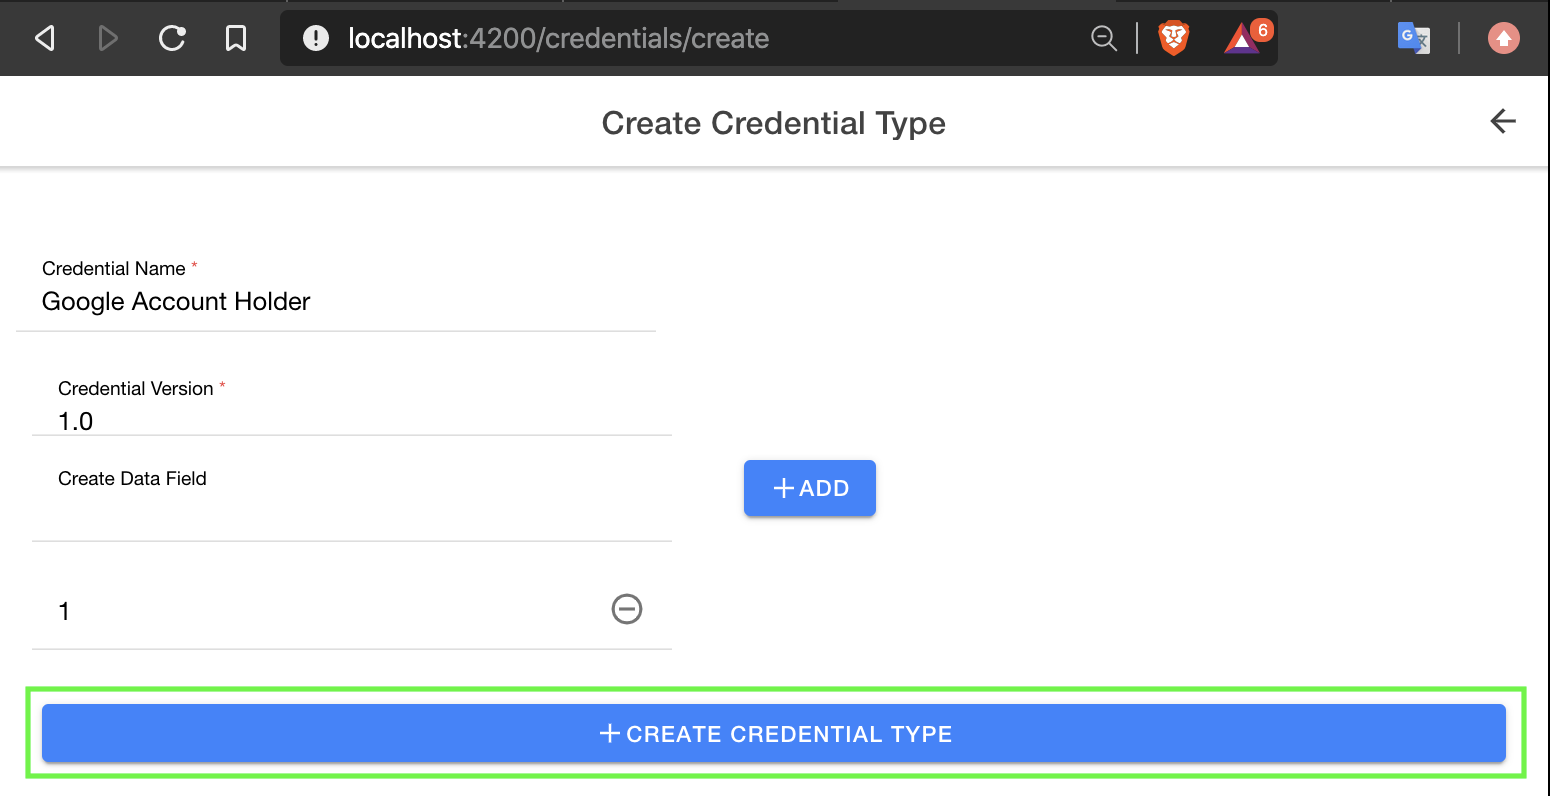 localhost:4200/credentials/create
6
Create Credential Type
Credential Name *
Google Account Holder
Credential Version *
1.0
Create Data Field
+ ADD
1
+ CREATE CREDENTIAL TYPE